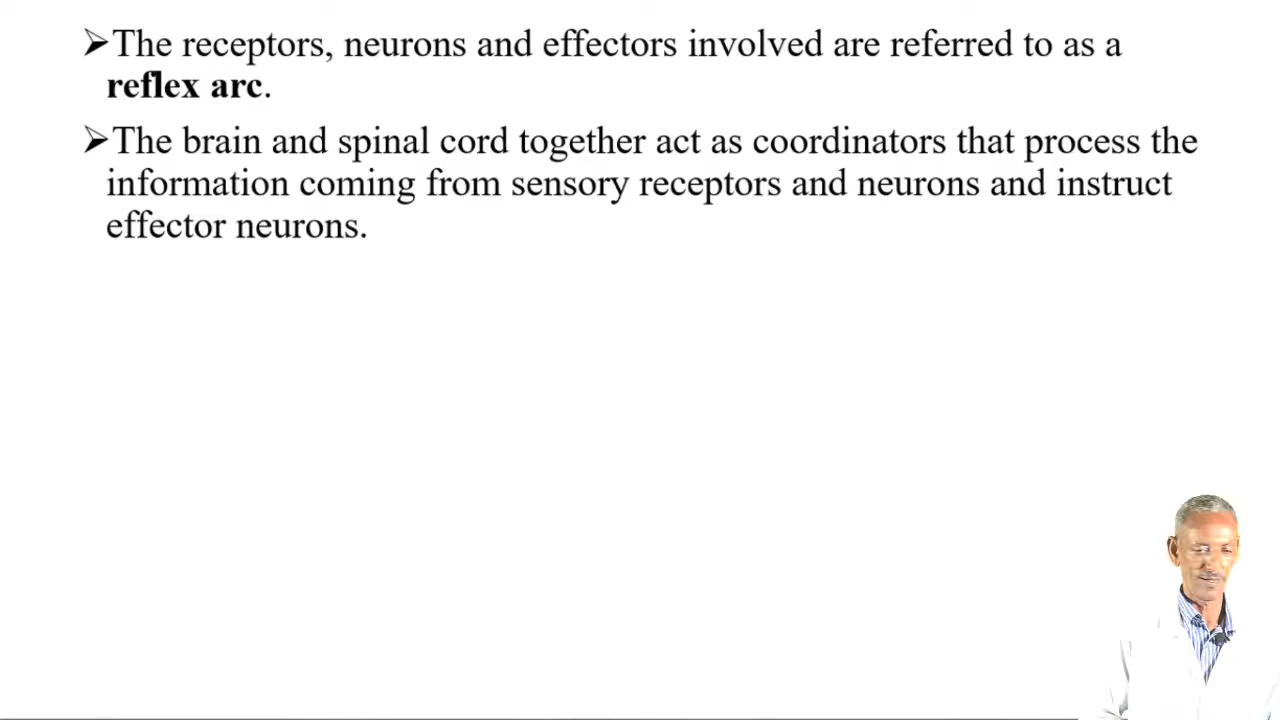 ➢The receptors, neurons and effectors involved are referred to as a
reflex arc.
➢The brain and spinal cord together act as coordinators that process the
information coming from sensory receptors and neurons and instruct
effector neurons.